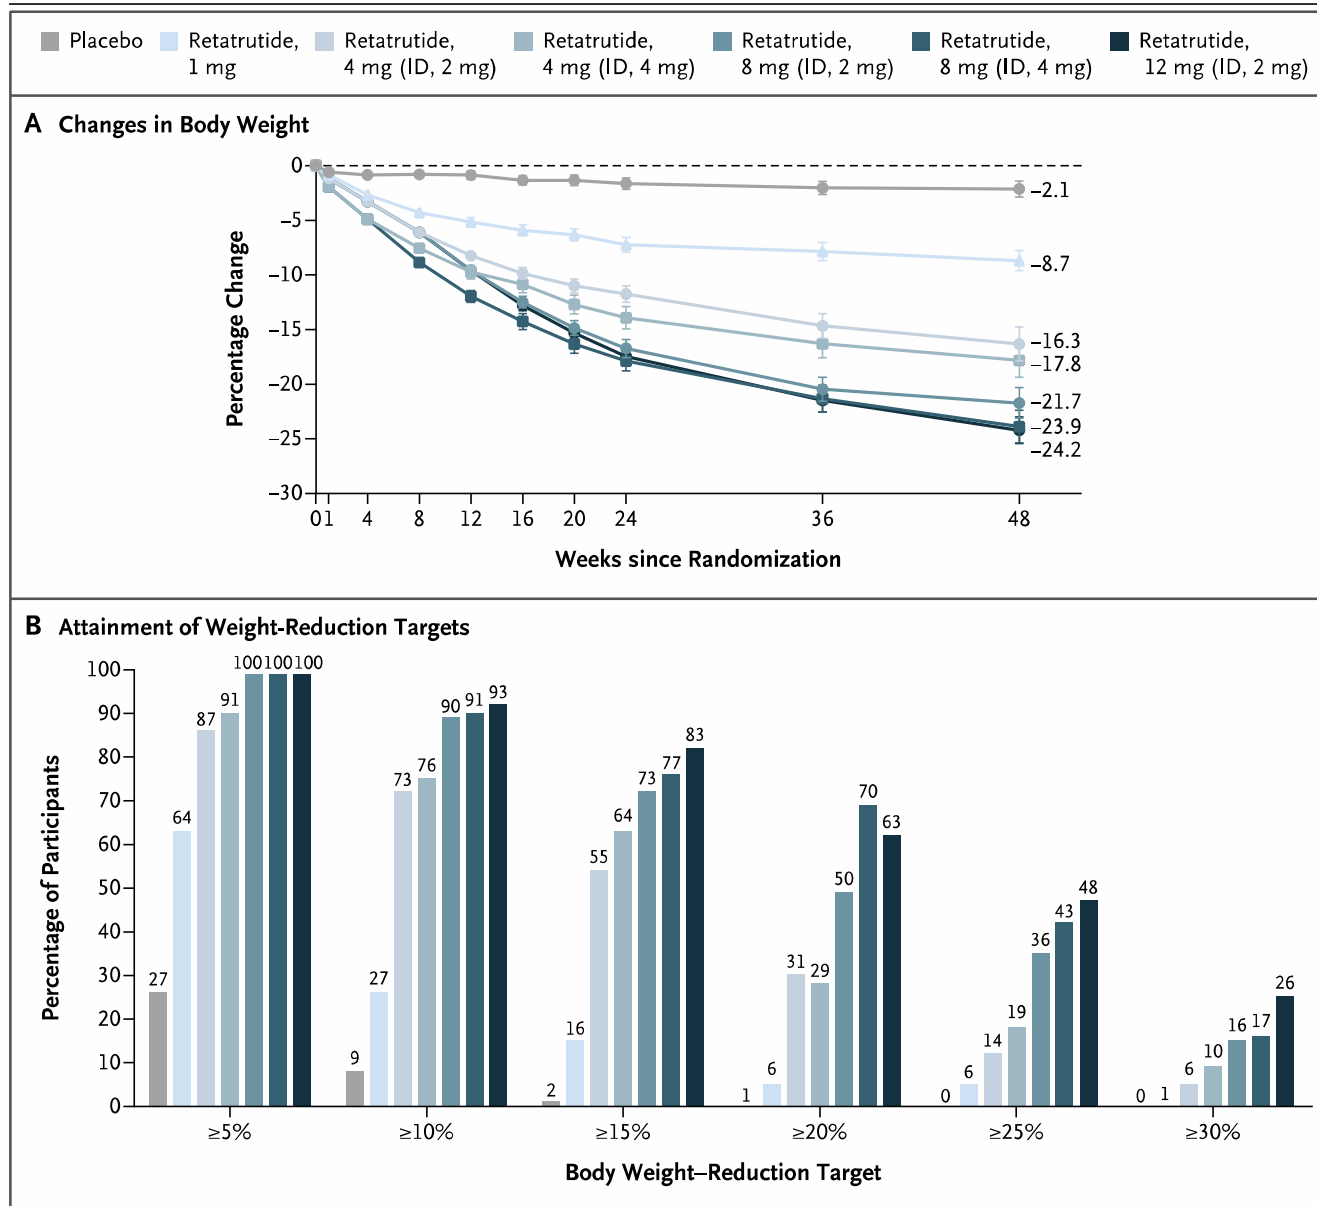 Placebo
Retatrutide,
1 mg
Retatrutide,
4 mg (ID, 2 mg)
Retatrutide,
4 mg (ID, 4 mg)
Retatrutide,
8 mg (ID, 2 mg)
Retatrutide,
8 mg (ID, 4 mg)
Retatrutide,
12 mg (ID, 2 mg)
A Changes in Body Weight
Percentage Change
0
−5
−10
−15
−20
−25
−30
−2.1
−8.7
−16.3
−17.8
−21.7
−23.9
−24.2
0 1 4 8 12 16 20 24 36 48
Weeks since Randomization
B Attainment of Weight-Reduction Targets
Percentage of Participants
100
90
80
70
60
50
40
30
20
10
0
27 64 87 91 100 100 100
9 27 73 76 90 91 93
2 16 55 64 73 77 83
1 6 31 29 50 70 63
0 6 14 19 36 43 48
0 1 6 10 16 17 26
≥5% ≥10% ≥15% ≥20% ≥25% ≥30%
Body Weight–Reduction Target